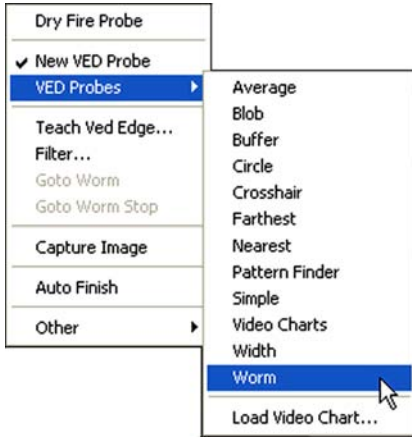 Dry Fire Probe
New VED Probe
VED Probes
Teach Ved Edge...
Filter...
Goto Worm
Goto Worm Stop
Capture Image
Auto Finish
Other
Average
Blob
Buffer
Circle
Crosshair
Farthest
Nearest
Pattern Finder
Simple
Video Charts
Width
Worm
Load Video Chart...